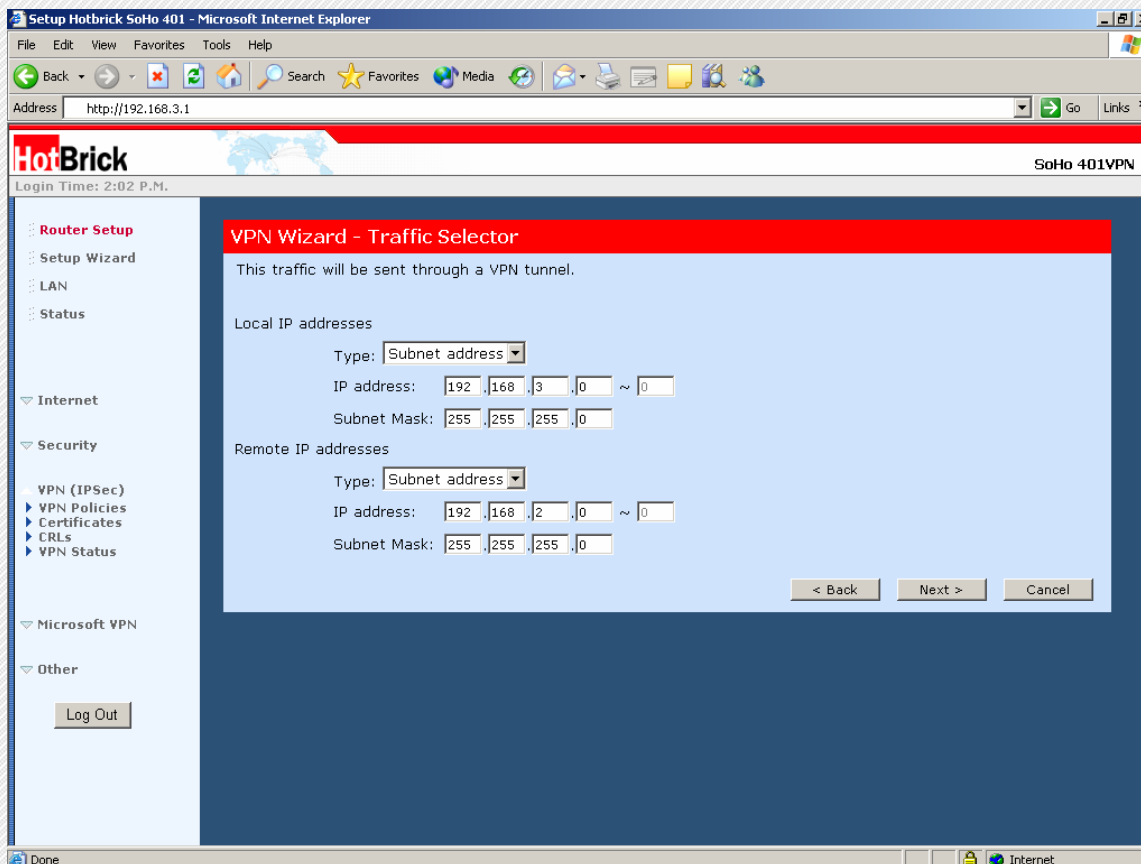 Setup Hotbrick SoHo 401 - Microsoft Internet Explorer
File Edit View Favorites Tools Help
Back Search Favorites Media
Address http://192.168.3.1 Go Links
HotBrick
SoHo 401VPN
Login Time: 2:02 P.M.
Router Setup
Setup Wizard
LAN
Status
Internet
Security
VPN (IPSec)
VPN Policies
Certificates
CRLs
VPN Status
Microsoft VPN
Other
Log Out
VPN Wizard - Traffic Selector
This traffic will be sent through a VPN tunnel.
Local IP addresses
Type: Subnet address
IP address: 192 .168 .3 .0 ~ 0
Subnet Mask: 255 .255 .255 .0
Remote IP addresses
Type: Subnet address
IP address: 192 .168 .2 .0 ~ 0
Subnet Mask: 255 .255 .255 .0
< Back Next > Cancel
Done Internet